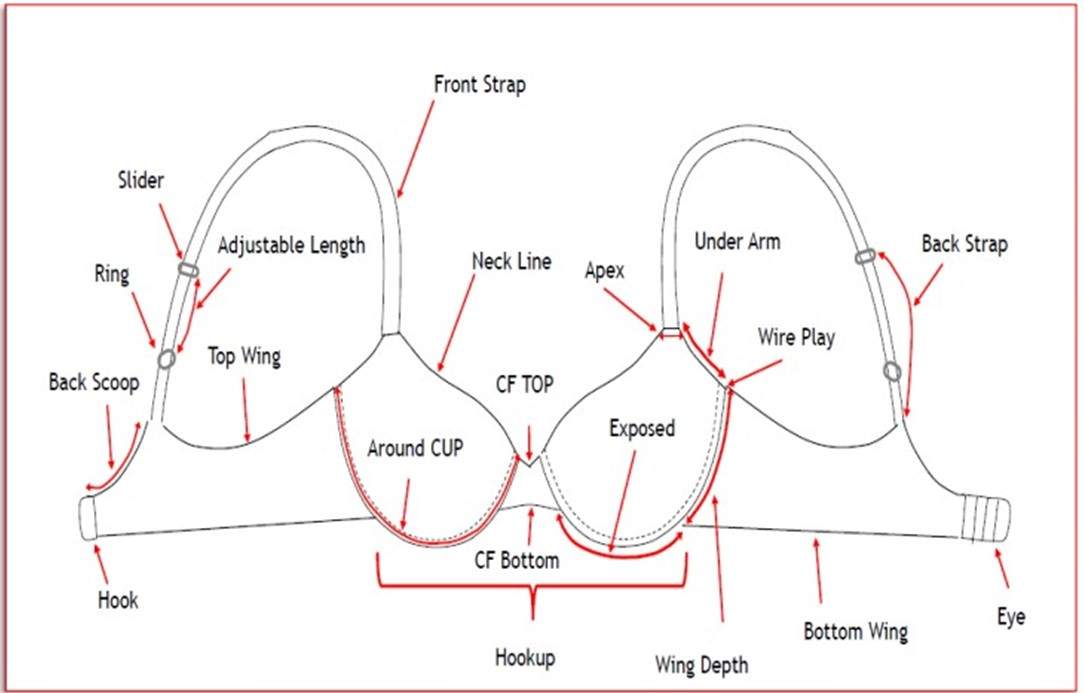 Front Strap
Slider
Adjustable Length
Under Arm
Back Strap
Neck Line
Apex
Ring
Wire Play
Top Wing
Back Scoop
CF TOP
Around CUP
Exposed
CF Bottom
Hook
Eye
Bottom Wing
Hookup
Wing Depth